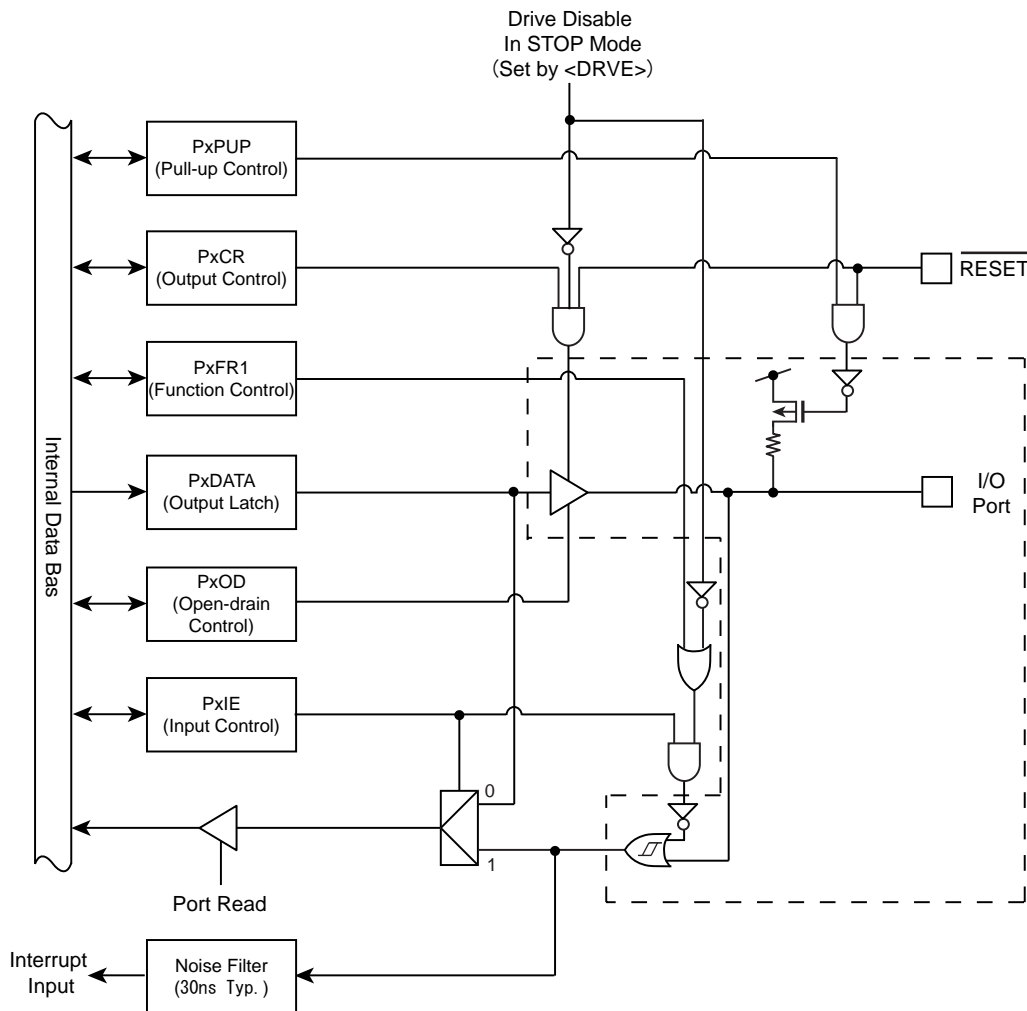 Drive Disable
In STOP Mode
(Set by <DRVE>)
PxPUP
(Pull-up Control)
PxCR
(Output Control)
RESET
PxFR1
(Function Control)
Internal Data Bas
PxDATA
(Output Latch)
I/O
Port
PxOD
(Open-drain
Control)
PxIE
(Input Control)
0
1
Port Read
Interrupt
Input
Noise Filter
(30ns Typ.)